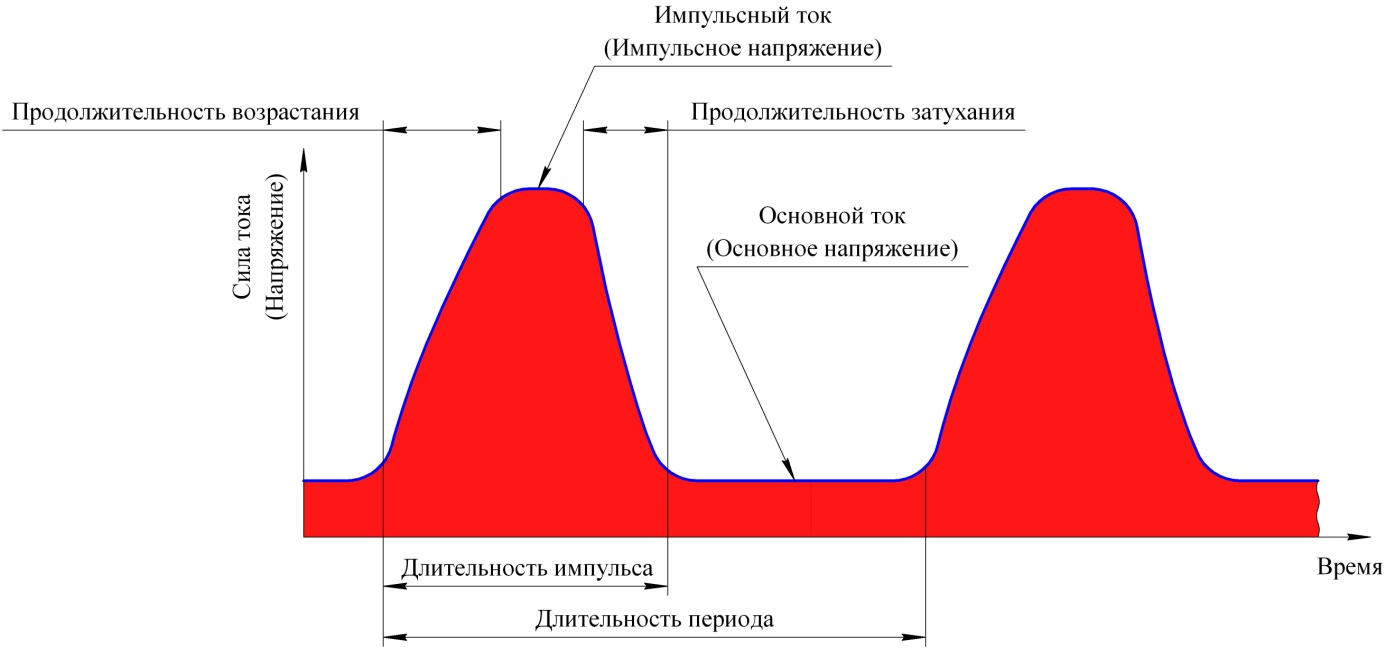 Импульсный ток
(Импульсное напряжение)
Продолжительность возрастания
Продолжительность затухания
Сила тока
(Напряжение)
Основной ток
(Основное напряжение)
Время
Длительность импульса
Длительность периода